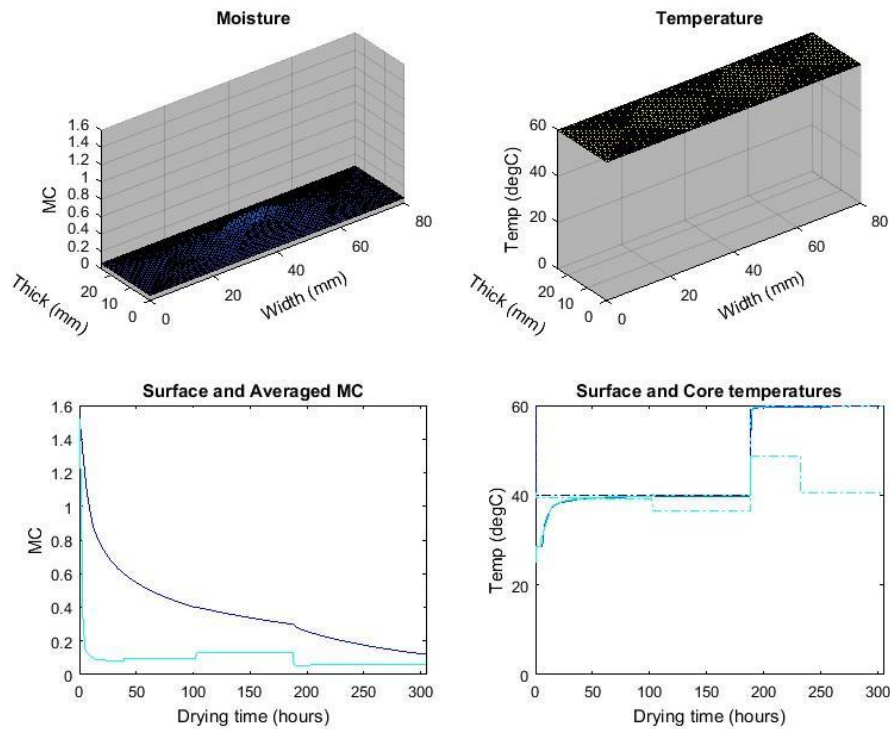 Moisture
1.6
1.4
1.2
1
0.8
0.6
0.4
0.2
0
MC
20
10
0
Thick (mm)
0
20
40
60
80
Width (mm)
Temperature
60
40
20
0
Temp (degC)
20
10
0
Thick (mm)
0
20
40
60
80
Width (mm)
Surface and Averaged MC
1.6
1.4
1.2
1
0.8
0.6
0.4
0.2
0
MC
0 50 100 150 200 250 300
Drying time (hours)
Surface and Core temperatures
60
40
20
0
Temp (degC)
0 50 100 150 200 250 300
Drying time (hours)